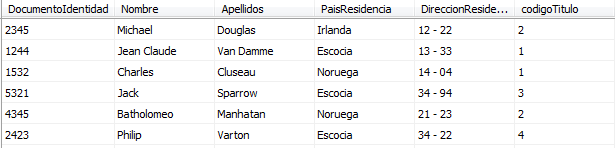 DocumentoIdentidad Nombre Apellidos PaisResidencia DireccionReside... codigoTitulo
2345 Michael Douglas Irlanda 12 - 22 2
1244 Jean Claude Van Damme Escocia 13 - 33 1
1532 Charles Cluseau Noruega 14 - 04 1
5321 Jack Sparrow Escocia 34 - 94 3
4345 Batholomeo Manhatan Noruega 21 - 23 2
2423 Philip Varton Escocia 34 - 22 4